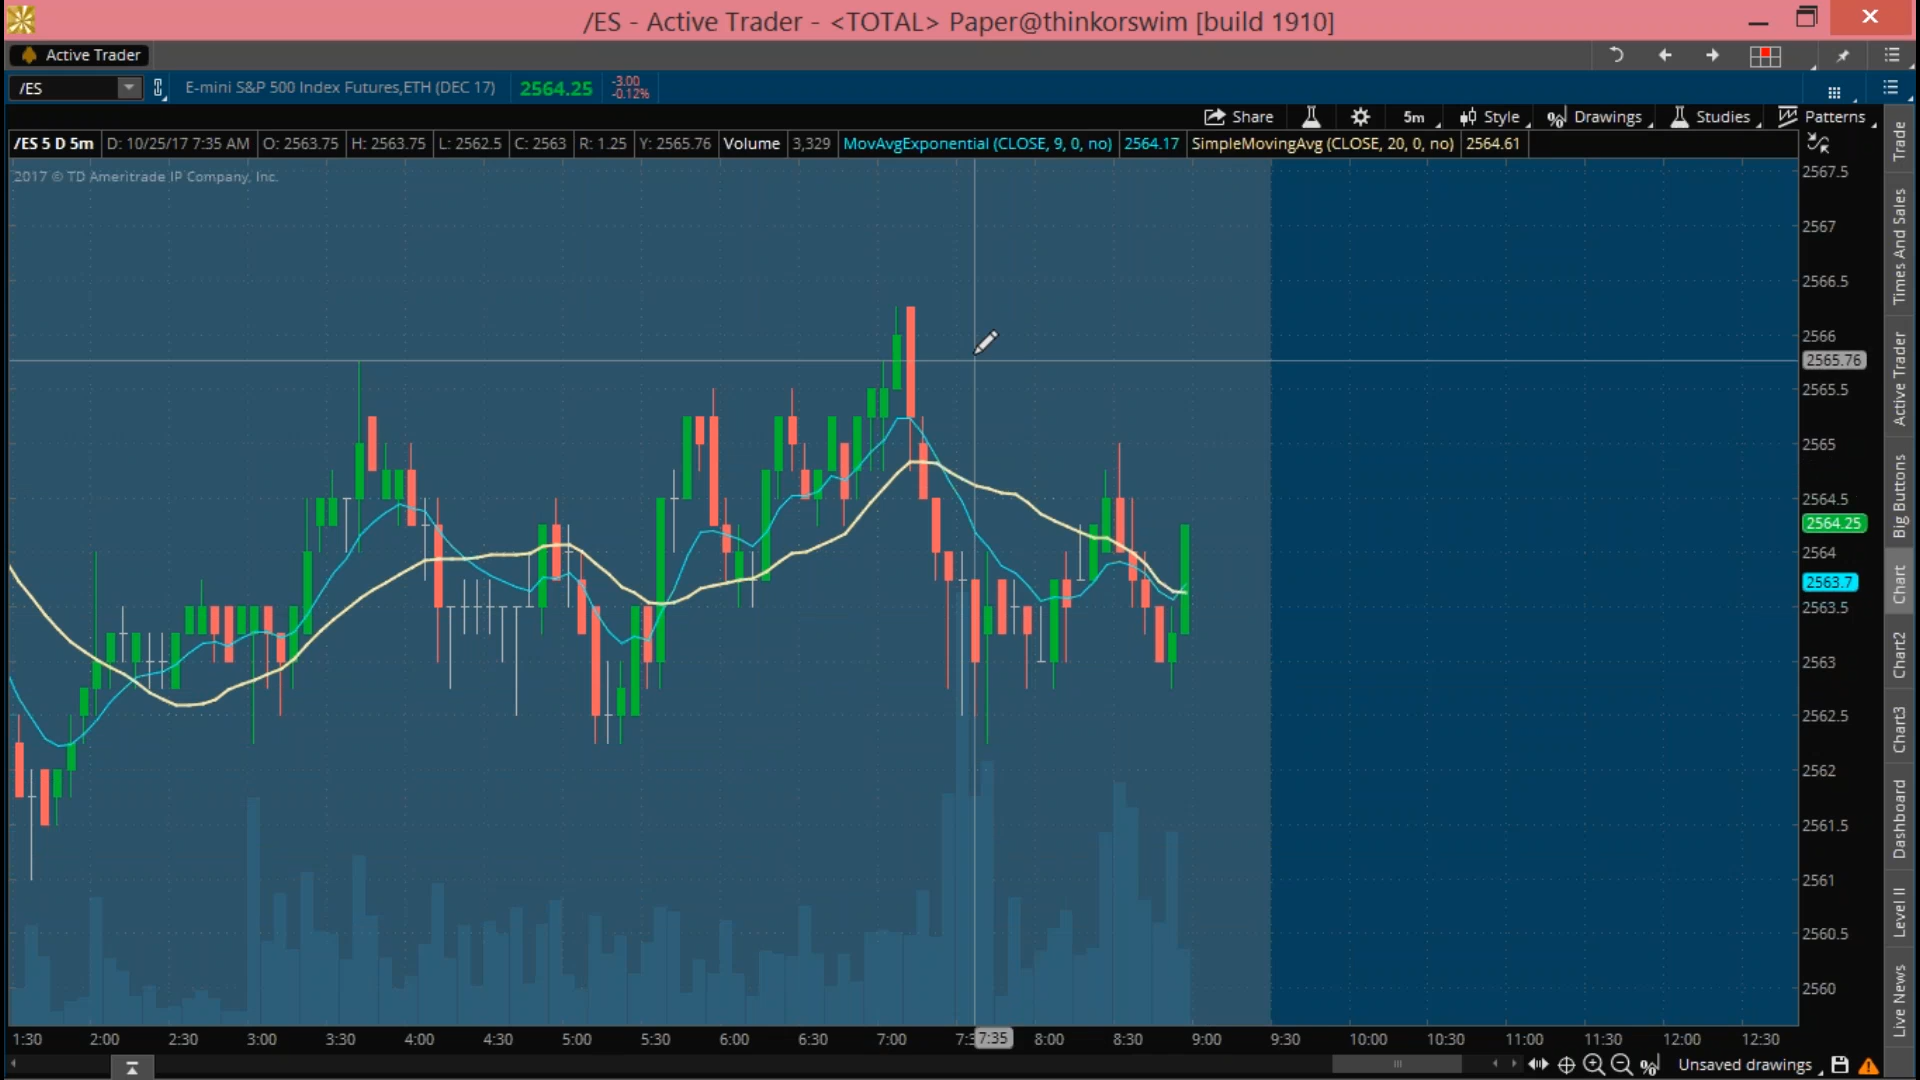 /ES - Active Trader - <TOTAL> Paper@thinkorswim [build 1910]
Active Trader
/ES E-mini S&P 500 Index Futures,ETH (DEC 17) 2564.25 -3.00 -0.12%
Share 5m Style Drawings Studies Patterns
/ES 5 D 5m D: 10/25/17 7:35 AM O: 2563.75 H: 2563.75 L: 2562.5 C: 2563 R: 1.25 Y: 2565.76 Volume 3,329 MovAvgExponential (CLOSE, 9, 0, no) 2564.17 SimpleMovingAvg (CLOSE, 20, 0, no) 2564.61
2017 © TD Ameritrade IP Company, Inc.
2567.5
2567
2566.5
2566
2565.76
2565.5
2565
2564.5
2564.25
2564
2563.7
2563.5
2563
2562.5
2562
2561.5
2561
2560.5
2560
Trade
Times And Sales
Active Trader
Big Buttons
Chart
Chart2
Chart3
Dashboard
Level II
Live News
1:30 2:00 2:30 3:00 3:30 4:00 4:30 5:00 5:30 6:00 6:30 7:00 7:3 7:35 8:00 8:30 9:00 9:30 10:00 10:30 11:00 11:30 12:00 12:30
Unsaved drawings